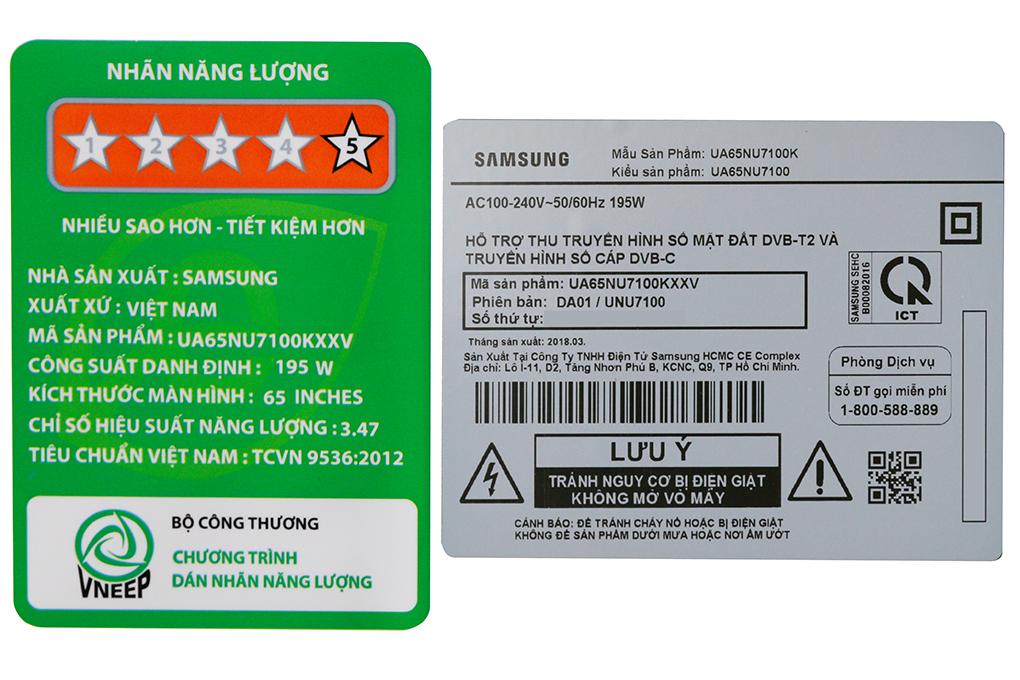 NHÃN NĂNG LƯỢNG
1 2 3 4 5
NHIỀU SAO HƠN - TIẾT KIỆM HƠN
NHÀ SẢN XUẤT : SAMSUNG
XUẤT XỨ : VIỆT NAM
MÃ SẢN PHẨM : UA65NU7100KXXV
CÔNG SUẤT DANH ĐỊNH : 195 W
KÍCH THƯỚC MÀN HÌNH : 65 INCHES
CHỈ SỐ HIỆU SUẤT NĂNG LƯỢNG : 3.47
TIÊU CHUẨN VIỆT NAM : TCVN 9536:2012
VNEEP
BỘ CÔNG THƯƠNG
CHƯƠNG TRÌNH
DÁN NHÃN NĂNG LƯỢNG
SAMSUNG
Mẫu Sản Phẩm: UA65NU7100K
Kiểu sản phẩm: UA65NU7100
AC100-240V~50/60Hz 195W
HỖ TRỢ THU TRUYỀN HÌNH SỐ MẶT ĐẤT DVB-T2 VÀ
TRUYỀN HÌNH SỐ CÁP DVB-C
Mã sản phẩm: UA65NU7100KXXV
Phiên bản: DA01 / UNU7100
Số thứ tự:
SAMSUNG SEHC
B00082016
ICT
Tháng sản xuất: 2018.03.
Sản Xuất Tại Công Ty TNHH Điện Tử Samsung HCMC CE Complex
Địa chỉ: Lô I-11, D2, Tăng Nhơn Phú B, KCNC, Q9, TP Hồ Chí Minh.
Phòng Dịch vụ
Số ĐT gọi miễn phí
1-800-588-889
LƯU Ý
TRÁNH NGUY CƠ BỊ ĐIỆN GIẬT
KHÔNG MỞ VỎ MÁY
CẢNH BÁO: ĐỂ TRÁNH CHÁY NỔ HOẶC BỊ ĐIỆN GIẬT
KHÔNG ĐỂ SẢN PHẨM DƯỚI MƯA HOẶC NƠI ẨM ƯỚT